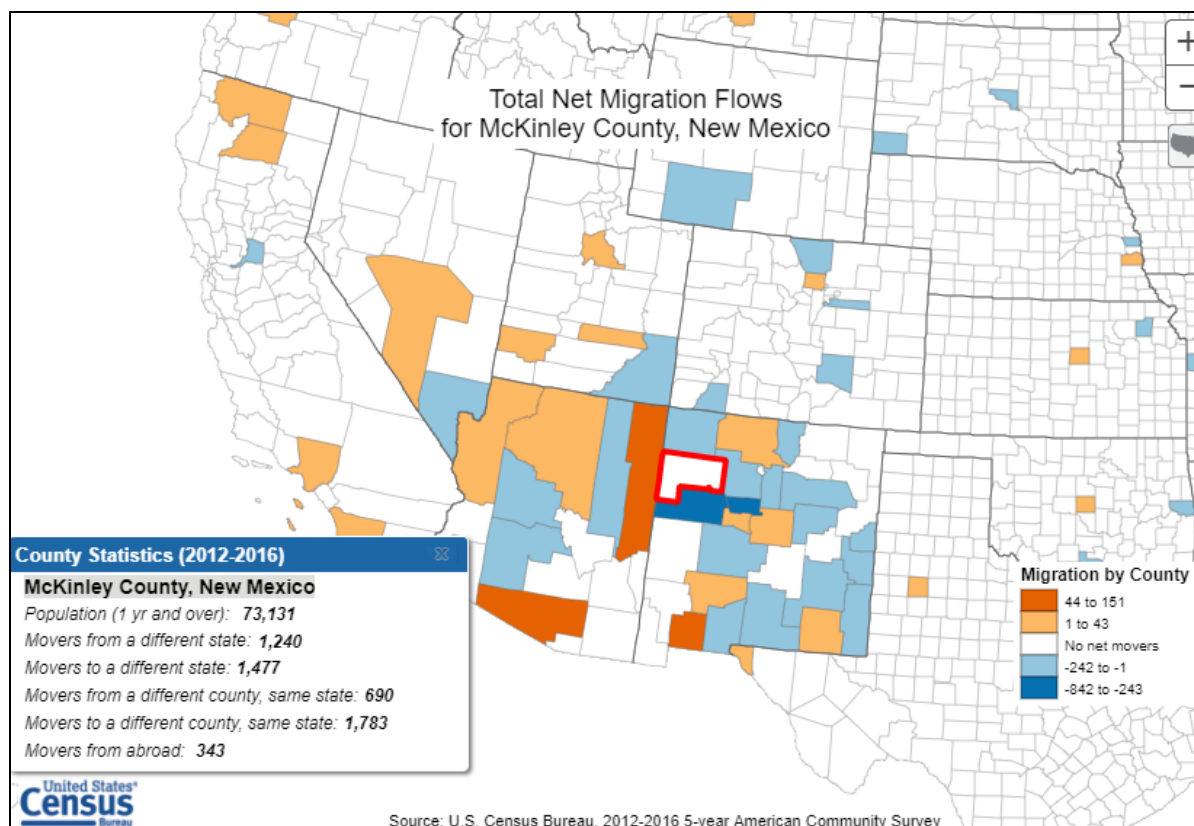 Total Net Migration Flows
for McKinley County, New Mexico
+
−
County Statistics (2012-2016)
McKinley County, New Mexico
Population (1 yr and over): 73,131
Movers from a different state: 1,240
Movers to a different state: 1,477
Movers from a different county, same state: 690
Movers to a different county, same state: 1,783
Movers from abroad: 343
Migration by County
44 to 151
1 to 43
No net movers
-242 to -1
-842 to -243
United States®
Census
Bureau
Source: U.S. Census Bureau, 2012-2016 5-year American Community Survey